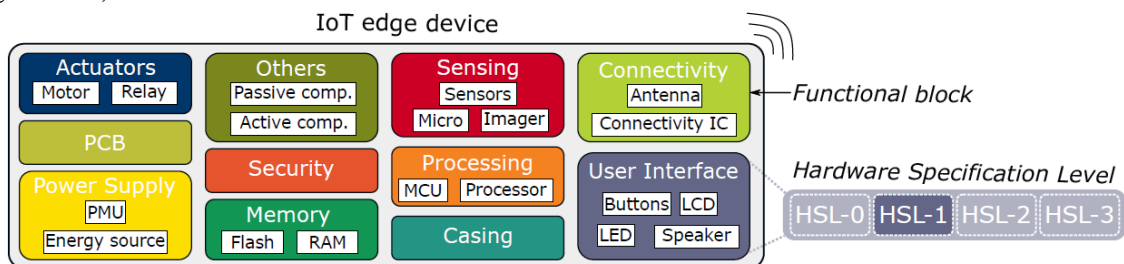 IoT edge device
Actuators
Motor Relay
PCB
Power Supply
PMU
Energy source
Others
Passive comp.
Active comp.
Security
Memory
Flash RAM
Sensing
Sensors
Micro Imager
Processing
MCU Processor
Casing
Connectivity
Antenna
Connectivity IC
User Interface
Buttons LCD
LED Speaker
Functional block
Hardware Specification Level
HSL-0 HSL-1 HSL-2 HSL-3